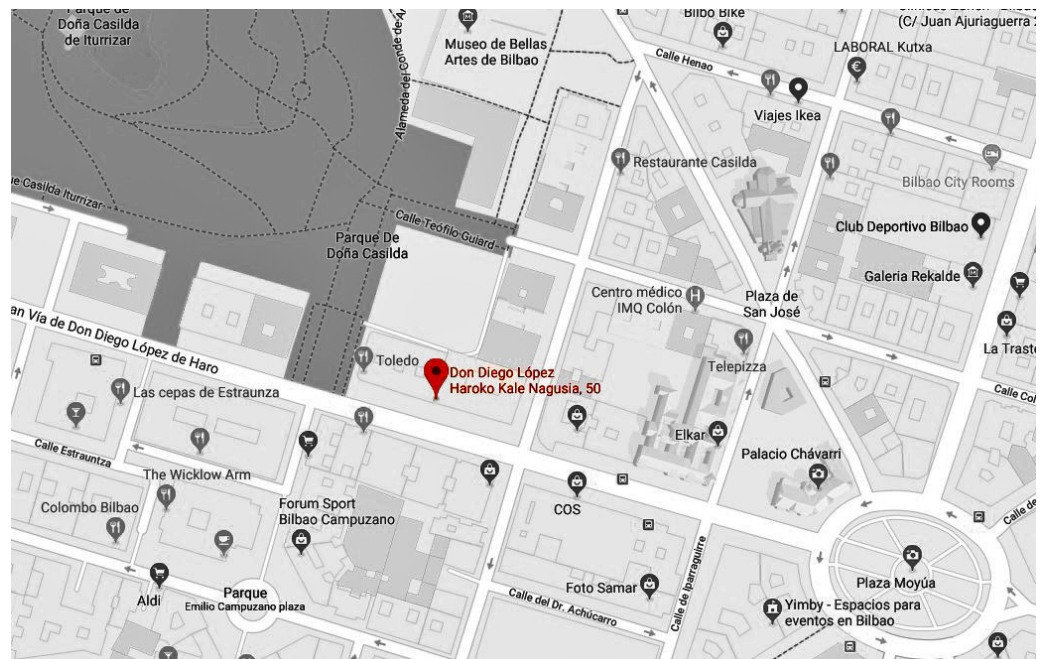 Parque de
Doña Casilda
de Iturrizar
Alameda del Conde de
Museo de Bellas
Artes de Bilbao
Bilbo Bike
(C/ Juan Ajuriaguerra
Calle Henao
LABORAL Kutxa
Viajes Ikea
Restaurante Casilda
Bilbao City Rooms
Casilda Iturrizar
Calle Teófilo Guiard
Parque De
Doña Casilda
Club Deportivo Bilbao
Galeria Rekalde
Centro médico
IMQ Colón
Plaza de
San José
Vía de Don Diego López de Haro
La
Toledo
Telepizza
Don Diego López
Haroko Kale Nagusia, 50
Las cepas de Estraunza
Calle
Elkar
Calle Estrauntza
Palacio Chávarri
The Wicklow Arm
Forum Sport
Bilbao Campuzano
Colombo Bilbao
COS
Calle de
Plaza Moyúa
Foto Samar
Calle de Iparraguirre
Aldi
Parque
Emilio Campuzano plaza
Calle del Dr. Achúcarro
Yimby - Espacios para
eventos en Bilbao